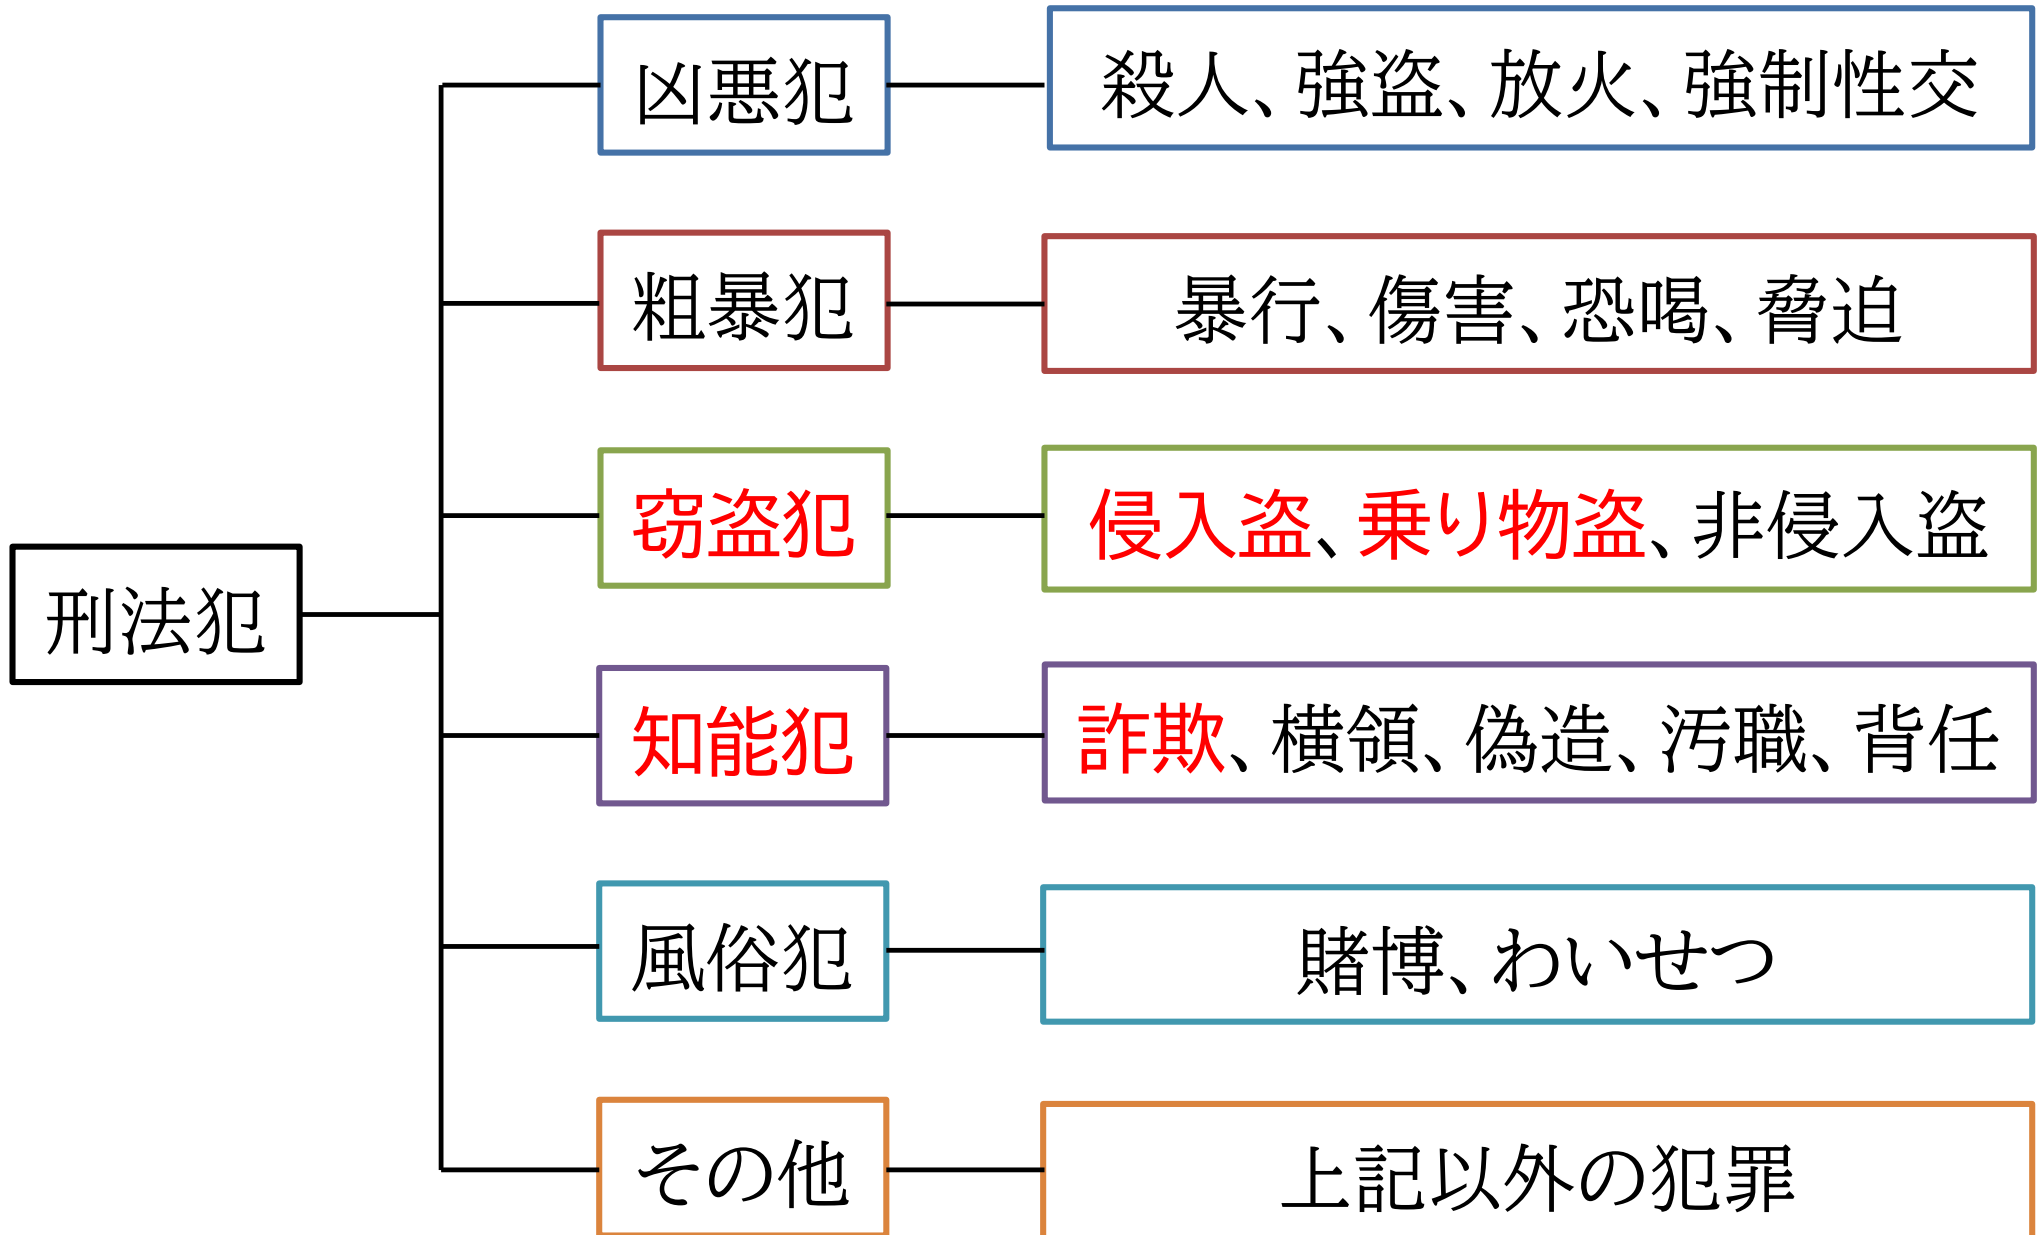 凶悪犯
殺人、強盗、放火、強制性交
粗暴犯
暴行、傷害、恐喝、脅迫
窃盗犯
侵入盗、乗り物盗、非侵入盗
刑法犯
知能犯
詐欺、横領、偽造、汚職、背任
風俗犯
賭博、わいせつ
その他
上記以外の犯罪